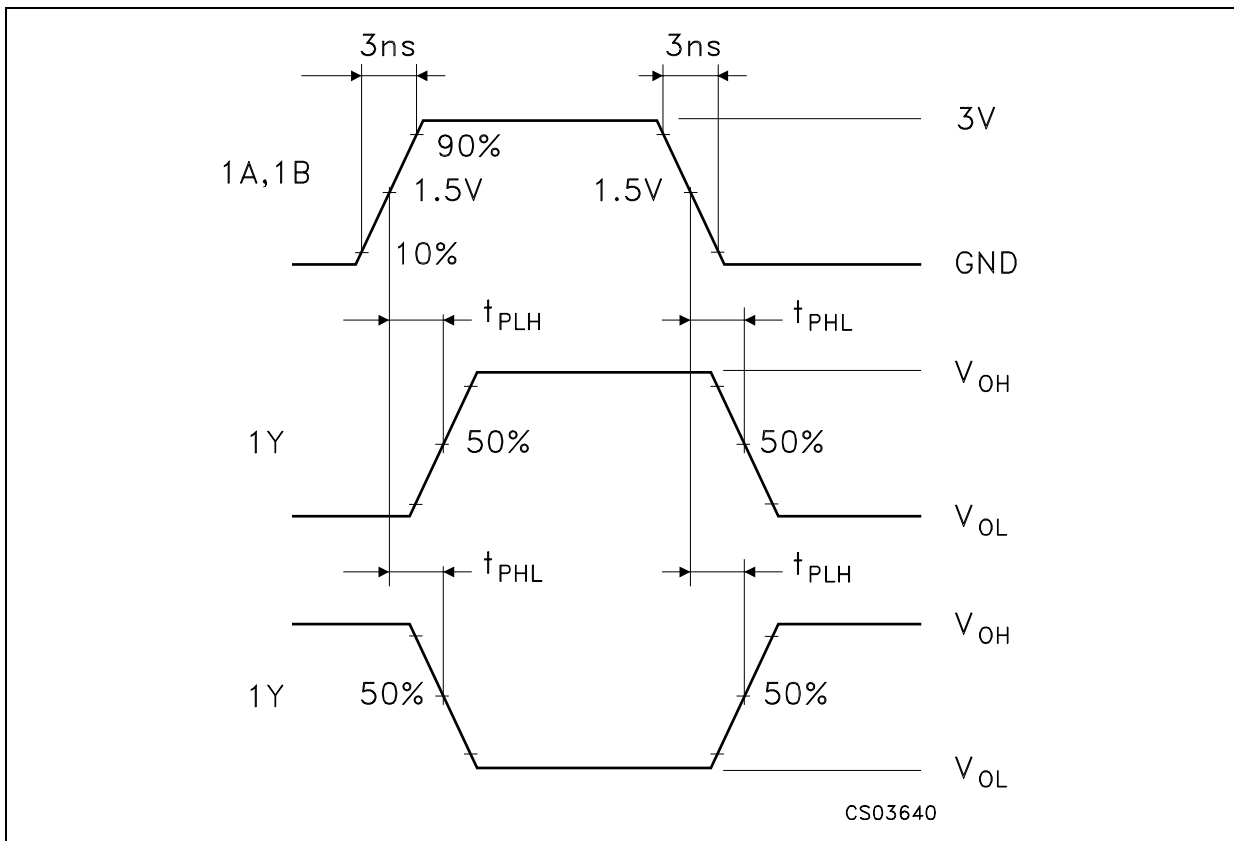 3ns 3ns
3V
90%
1A,1B 1.5V 1.5V
10% GND
tPLH tPHL
VOH
1Y 50% 50%
VOL
tPHL tPLH
VOH
1Y 50% 50%
VOL
CS03640